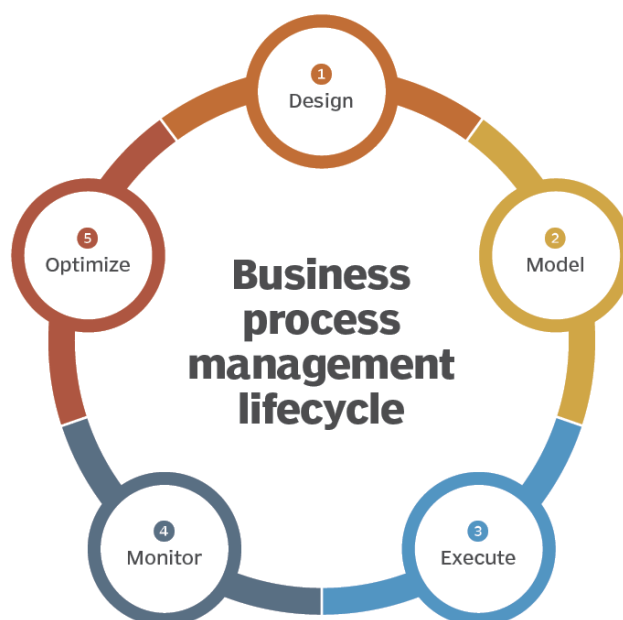 1
Design
2
Model
3
Execute
4
Monitor
5
Optimize
Business
process
management
lifecycle